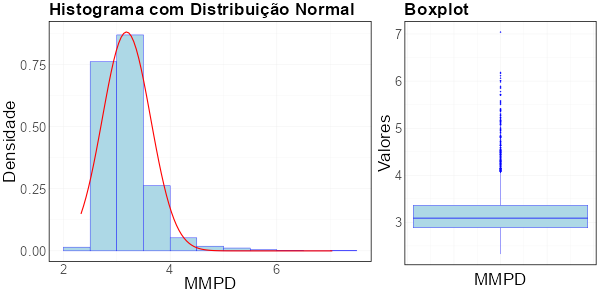 Histograma com Distribuição Normal
Densidade
0.75
0.50
0.25
0.00
2
4
6
MMPD
Boxplot
Valores
7
6
5
4
3
MMPD